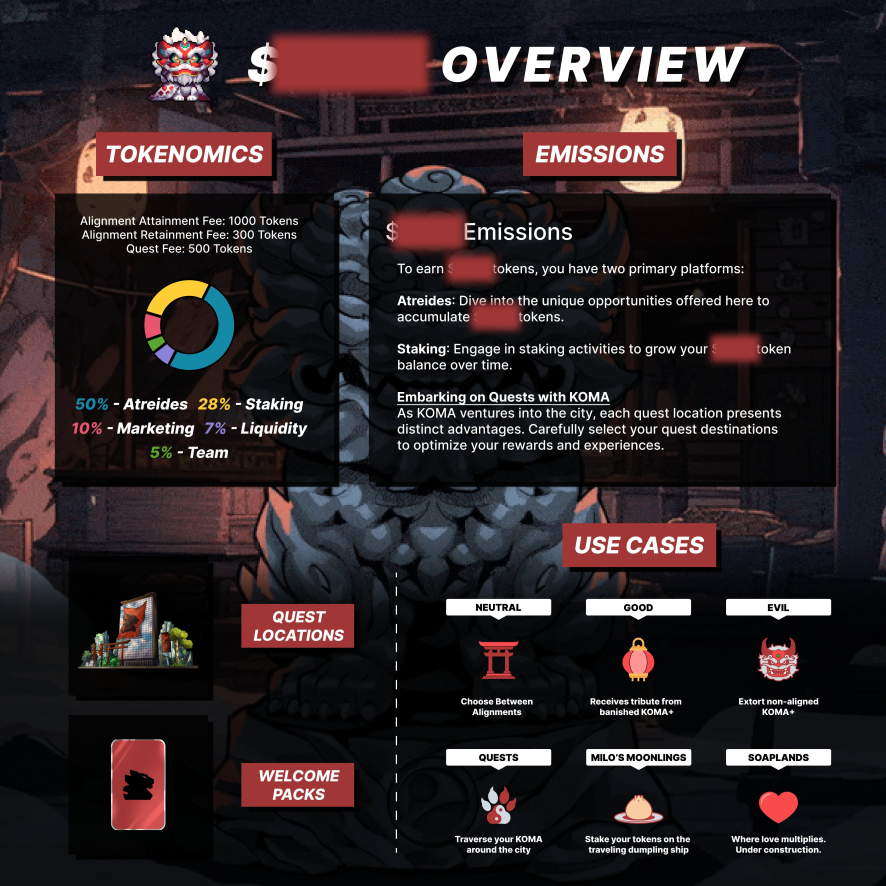 $ OVERVIEW
TOKENOMICS
EMISSIONS
Alignment Attainment Fee: 1000 Tokens
Alignment Retainment Fee: 300 Tokens
Quest Fee: 500 Tokens
50% - Atreides 28% - Staking
10% - Marketing 7% - Liquidity
5% - Team
$ Emissions
To earn $ tokens, you have two primary platforms:
Atreides: Dive into the unique opportunities offered here to
accumulate tokens.
Staking: Engage in staking activities to grow your $ token
balance over time.
Embarking on Quests with KOMA
As KOMA ventures into the city, each quest location presents
distinct advantages. Carefully select your quest destinations
to optimize your rewards and experiences.
QUEST
LOCATIONS
WELCOME
PACKS
USE CASES
NEUTRAL
Choose Between
Alignments
GOOD
Receives tribute from
banished KOMA+
EVIL
Extort non-aligned
KOMA+
QUESTS
Traverse your KOMA
around the city
MILO'S MOONLINGS
Stake your tokens on the
traveling dumpling ship
SOAPLANDS
Where love multiplies.
Under construction.